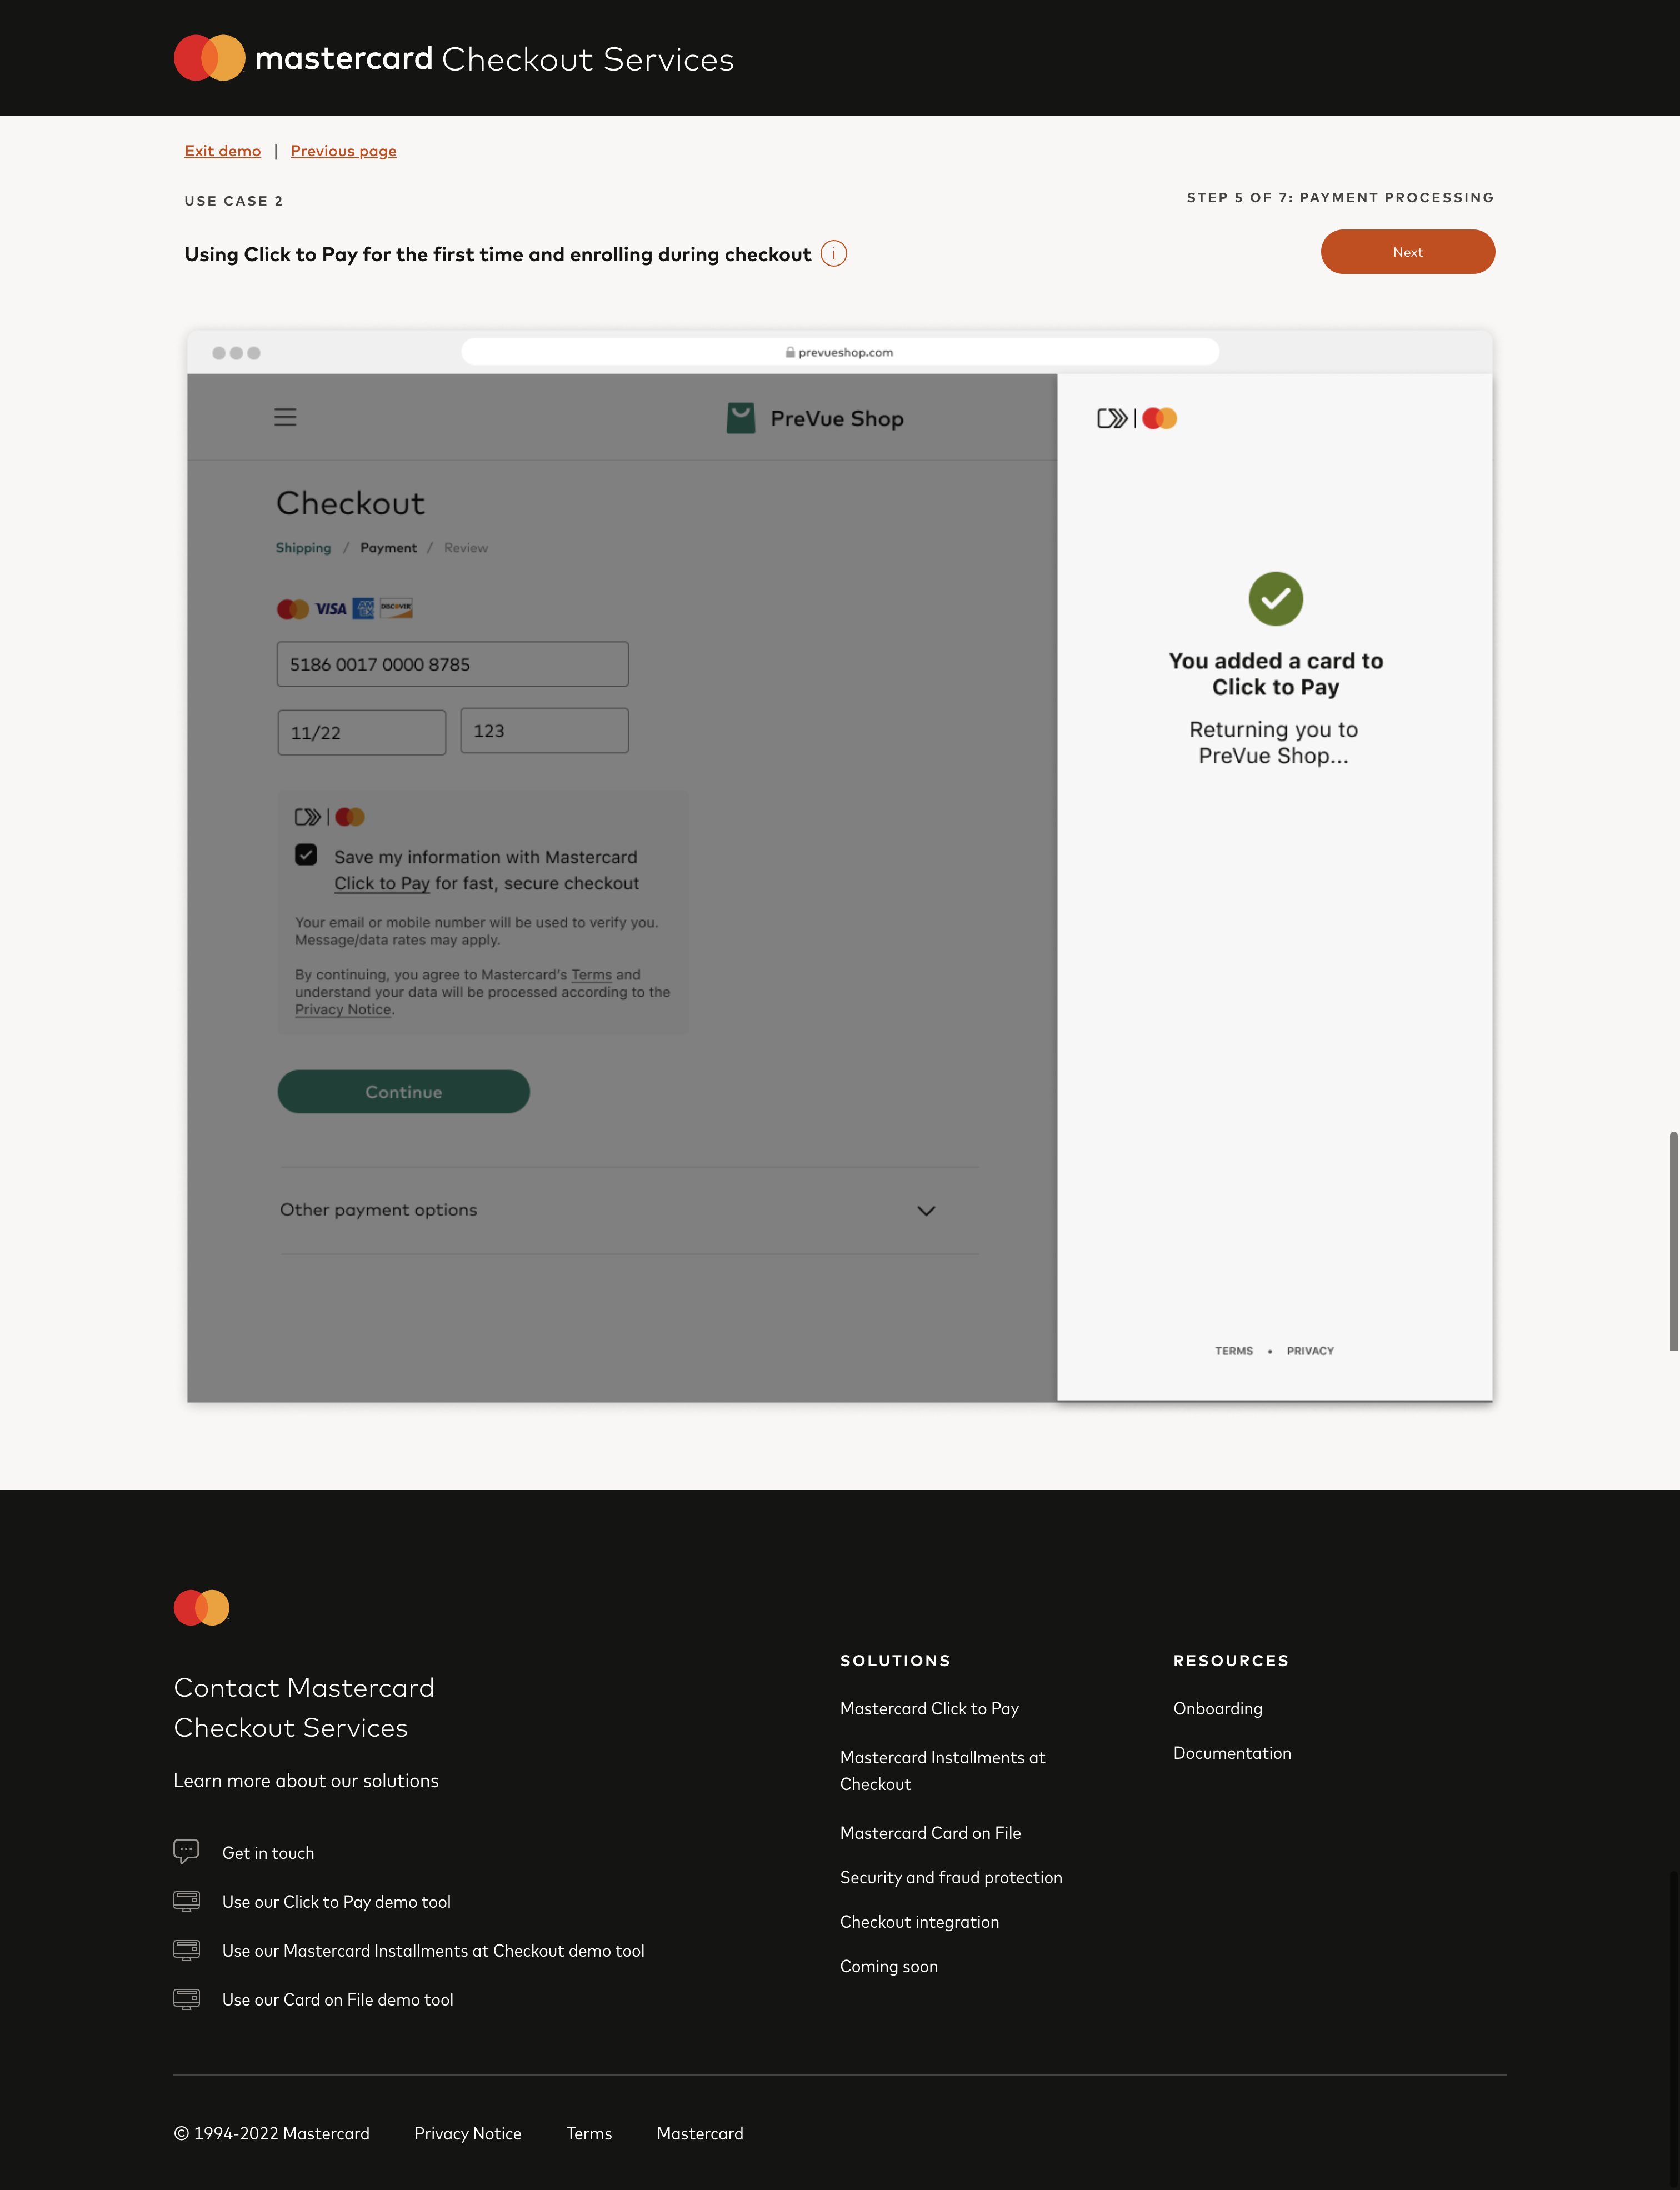 mastercard Checkout Services
Exit demo | Previous page
USE CASE 2
STEP 5 OF 7: PAYMENT PROCESSING
Using Click to Pay for the first time and enrolling during checkout i
Next
prevueshop.com
PreVue Shop
Checkout
Shipping / Payment / Review
VISA AMEX DISCOVER
5186 0017 0000 8785
11/22
123
Save my information with Mastercard
Click to Pay for fast, secure checkout
Your email or mobile number will be used to verify you.
Message/data rates may apply.
By continuing, you agree to Mastercard's Terms and
understand your data will be processed according to the
Privacy Notice.
Continue
Other payment options
You added a card to
Click to Pay
Returning you to
PreVue Shop...
TERMS • PRIVACY
Contact Mastercard
Checkout Services
Learn more about our solutions
Get in touch
Use our Click to Pay demo tool
Use our Mastercard Installments at Checkout demo tool
Use our Card on File demo tool
SOLUTIONS
Mastercard Click to Pay
Mastercard Installments at
Checkout
Mastercard Card on File
Security and fraud protection
Checkout integration
Coming soon
RESOURCES
Onboarding
Documentation
© 1994-2022 Mastercard
Privacy Notice
Terms
Mastercard